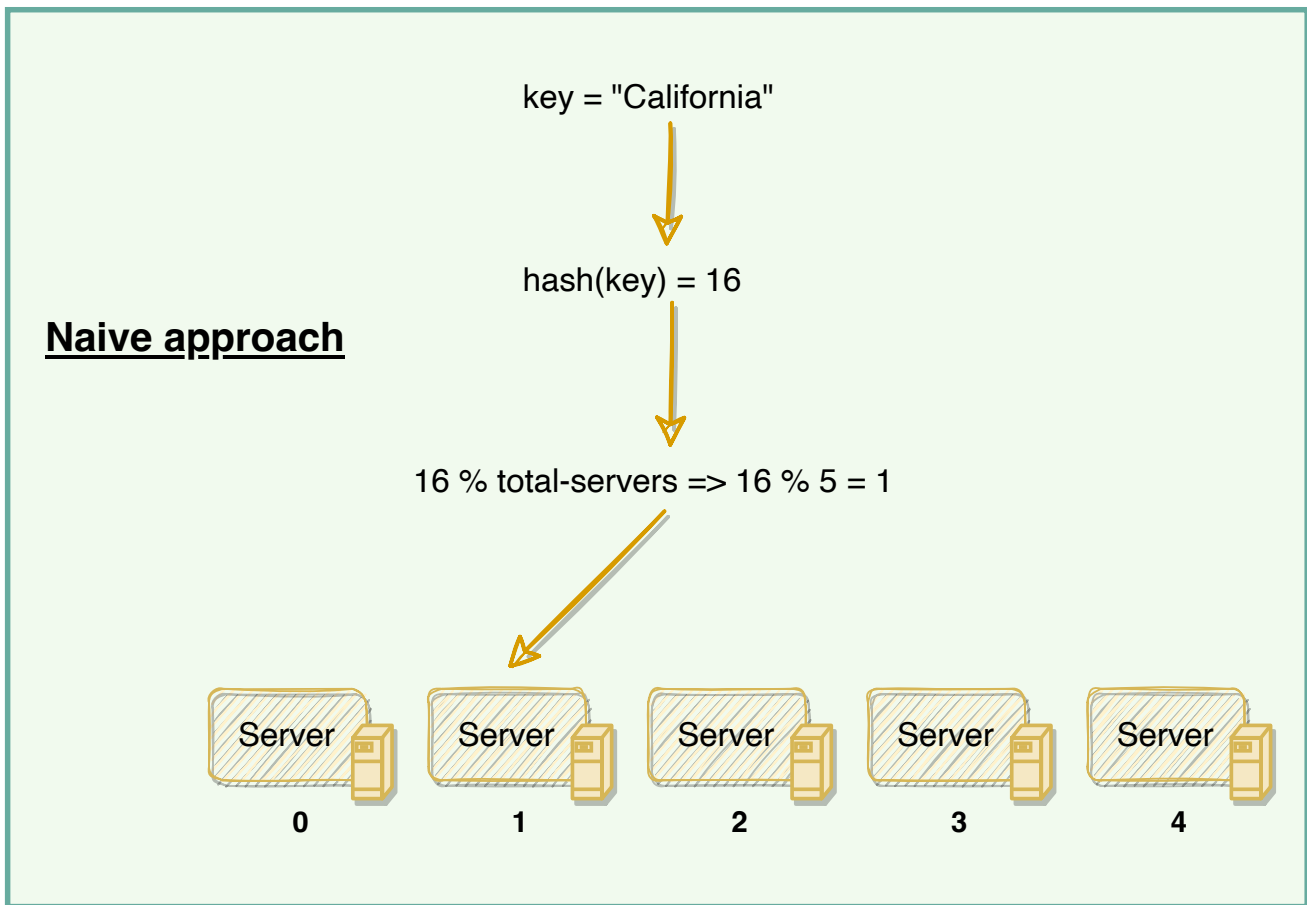 key = "California"
hash(key) = 16
Naive approach
16 % total-servers => 16 % 5 = 1
Server Server Server Server Server
0 1 2 3 4